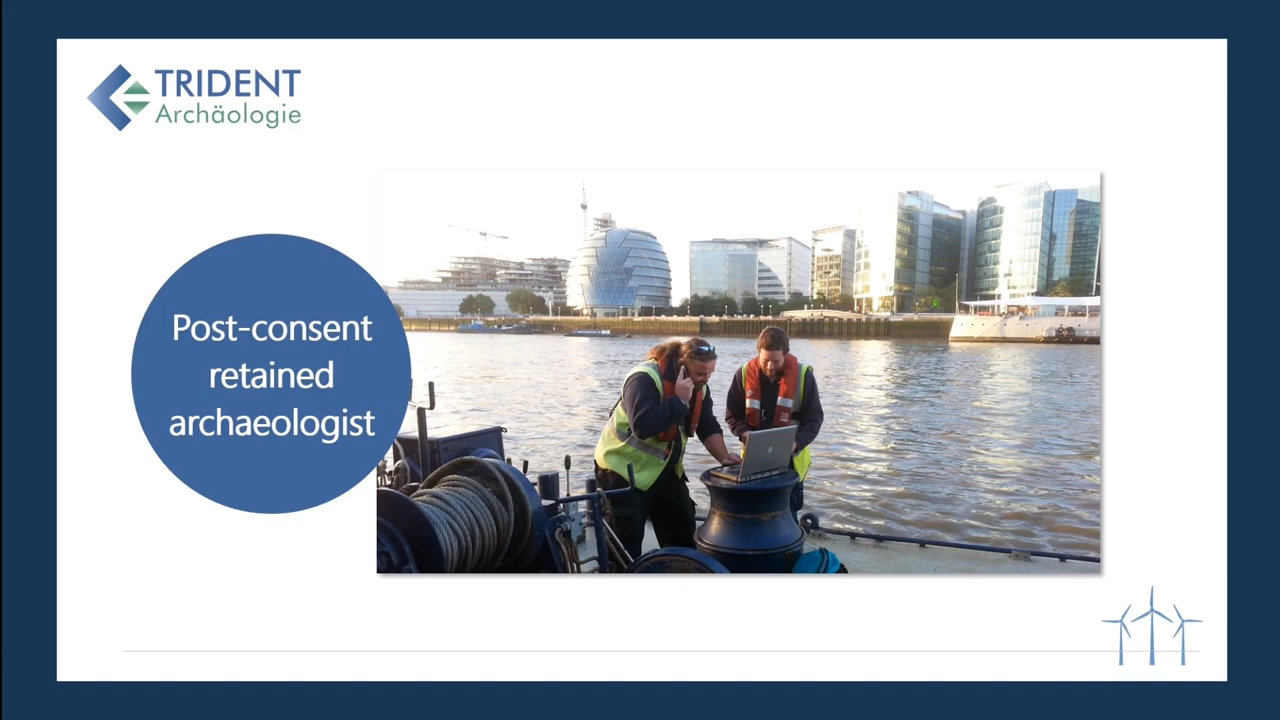 TRIDENT
Archäologie
Post-consent
retained
archaeologist